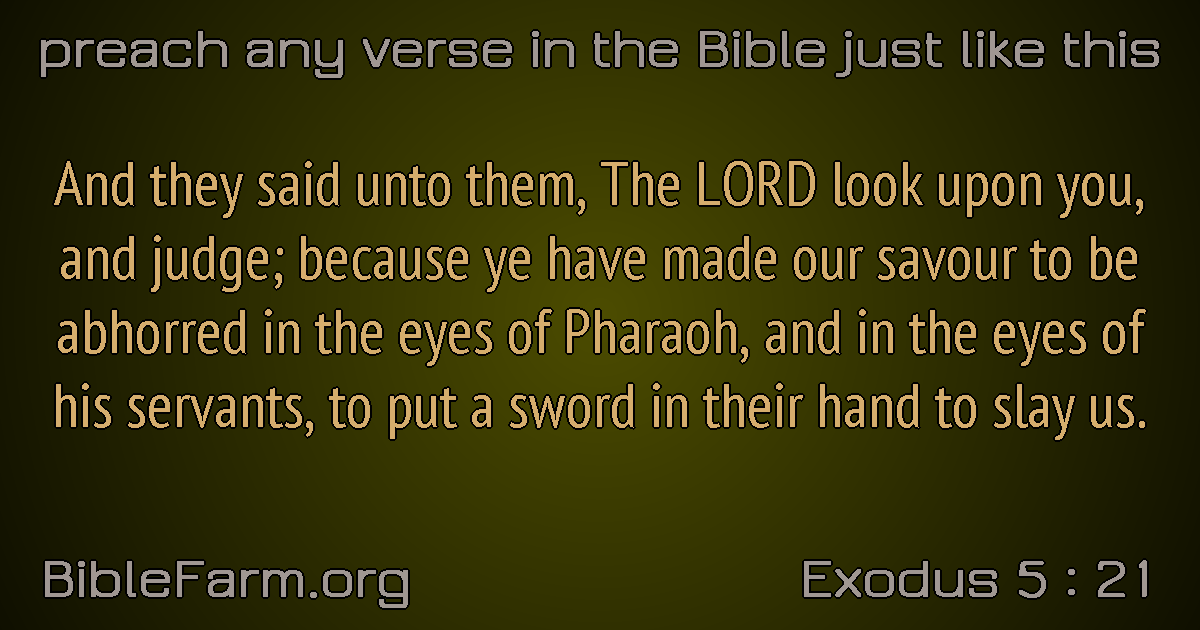 preach any verse in the Bible just like this
And they said unto them, The LORD look upon you,
and judge; because ye have made our savour to be
abhorred in the eyes of Pharaoh, and in the eyes of
his servants, to put a sword in their hand to slay us.
BibleFarm.org
Exodus 5 : 21